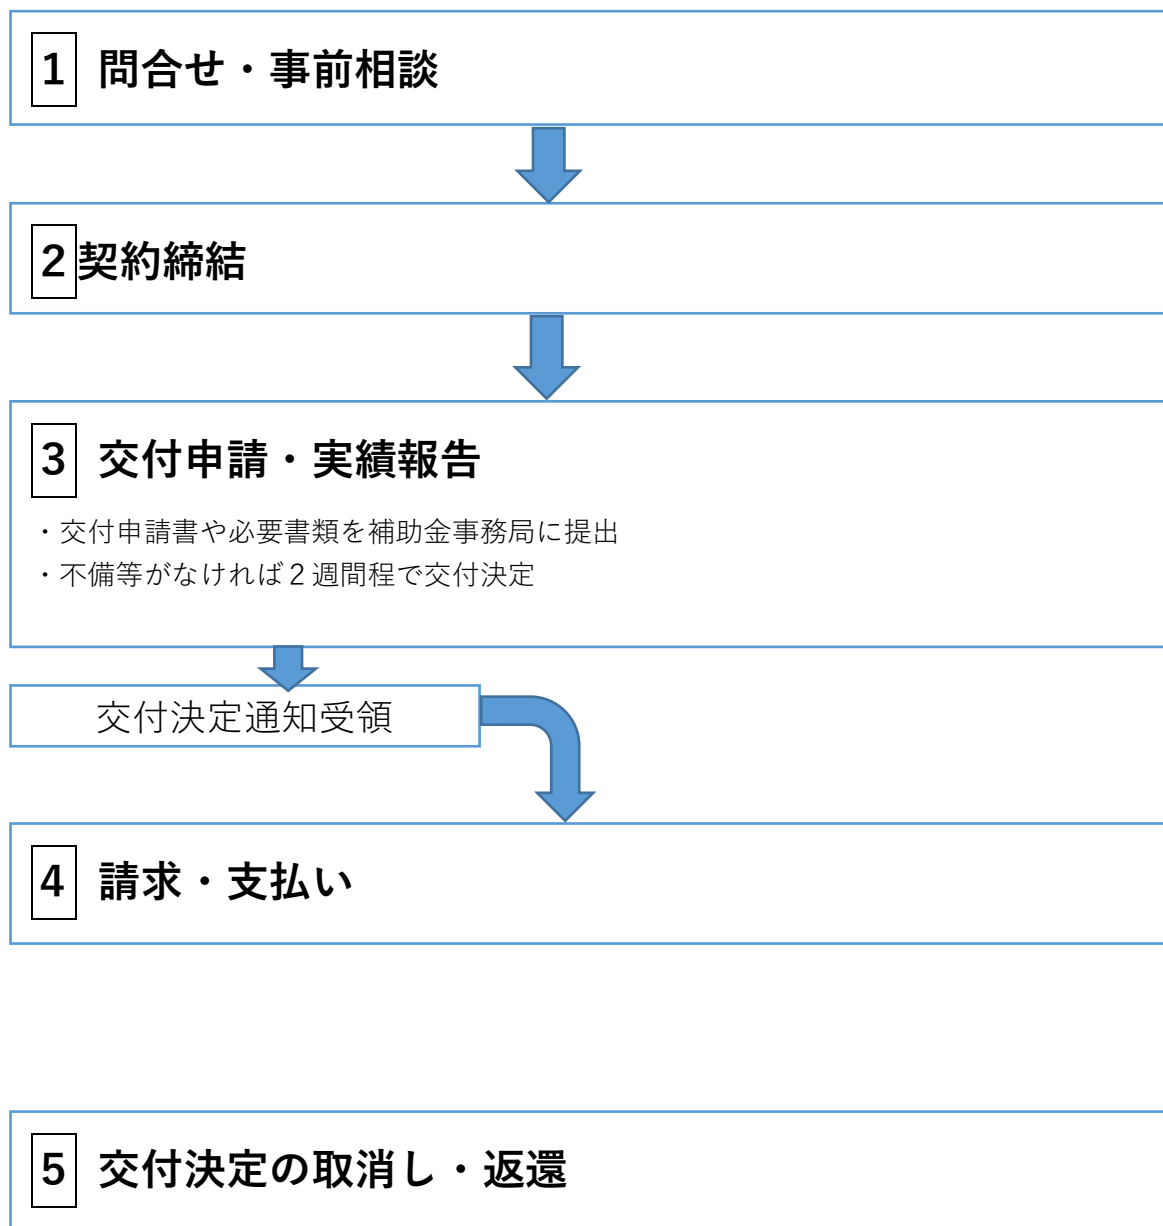 1 問合せ・事前相談
2 契約締結
3 交付申請・実績報告
・交付申請書や必要書類を補助金事務局に提出
・不備等がなければ２週間程で交付決定
交付決定通知受領
4 請求・支払い
5 交付決定の取消し・返還